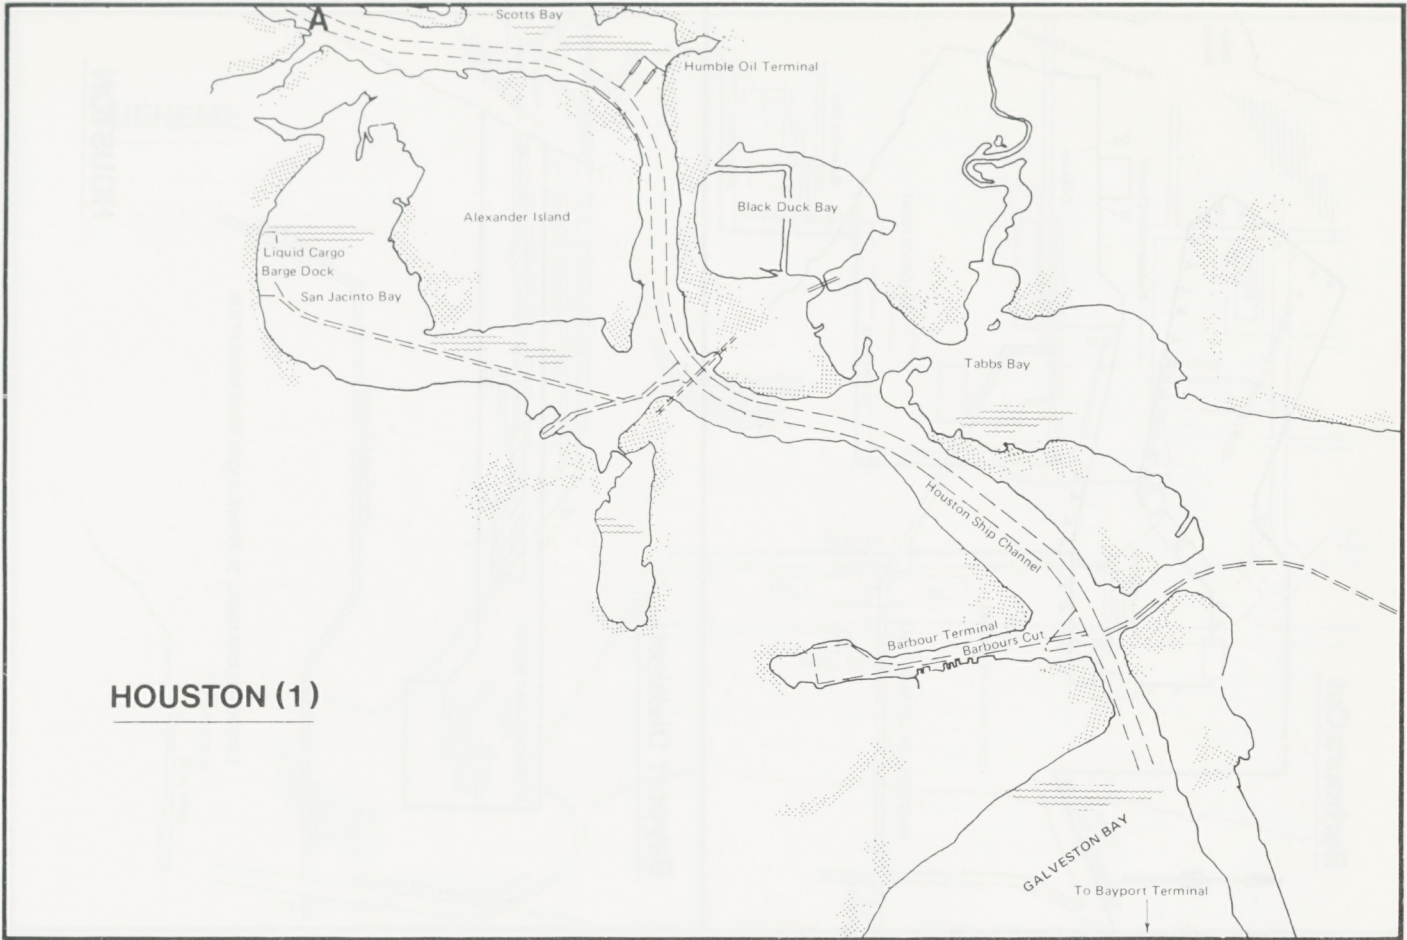 A
Scotts Bay
Humble Oil Terminal
Black Duck Bay
Alexander Island
Liquid Cargo
Barge Dock
San Jacinto Bay
Tabbs Bay
Houston Ship Channel
Barbour Terminal
Barbours Cut
HOUSTON (1)
GALVESTON BAY
To Bayport Terminal